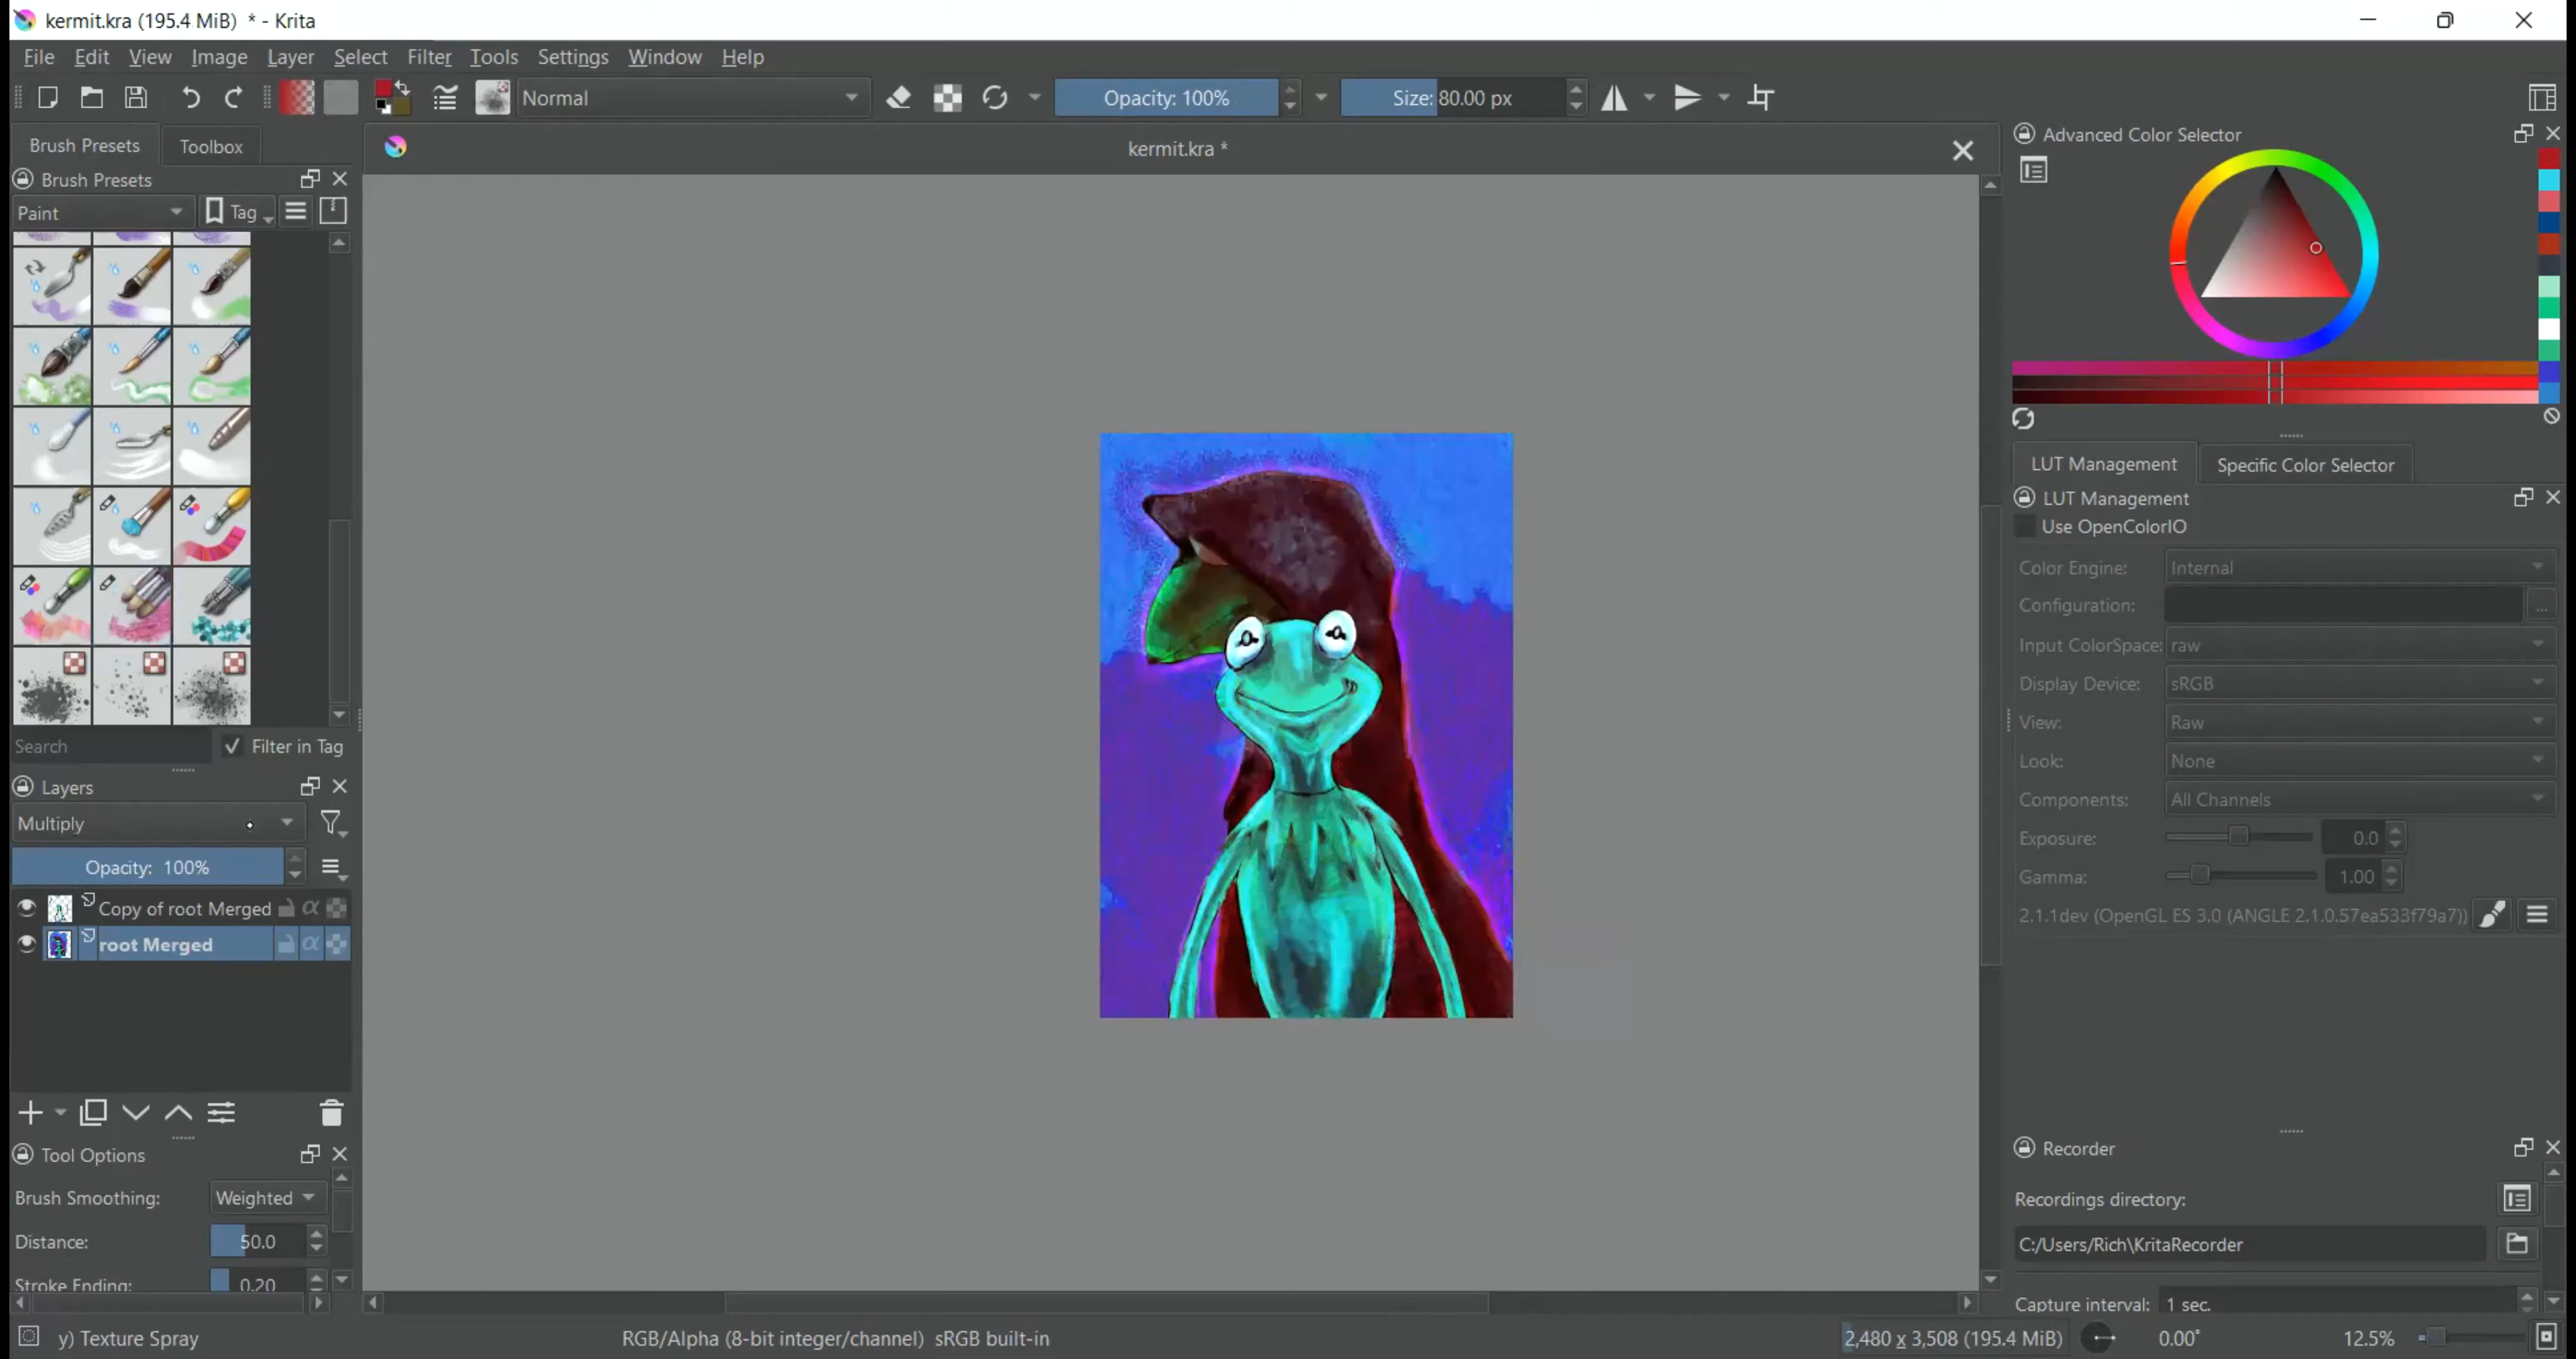 kermit.kra (195.4 MiB) * - Krita
File Edit View Image Layer Select Filter Tools Settings Window Help
Normal Opacity: 100% Size: 80.00 px
Brush Presets Toolbox
kermit.kra *
Advanced Color Selector
Brush Presets
Paint Tag
LUT Management Specific Color Selector
LUT Management
Use OpenColorIO
Color Engine: Internal
Configuration: ...
Input ColorSpace: raw
Display Device: sRGB
View: Raw
Look: None
Components: All Channels
Exposure: 0.0
Gamma: 1.00
2.1.1dev (OpenGL ES 3.0 (ANGLE 2.1.0.57ea533f79a7))
Search Filter in Tag
Layers
Multiply
Opacity: 100%
Copy of root Merged
root Merged
Tool Options
Brush Smoothing: Weighted
Distance: 50.0
Stroke Ending: 0.20
Recorder
Recordings directory:
C:/Users/Rich\KritaRecorder
Capture interval: 1 sec.
y) Texture Spray RGB/Alpha (8-bit integer/channel) sRGB built-in 2,480 x 3,508 (195.4 MiB) 0.00° 12.5%